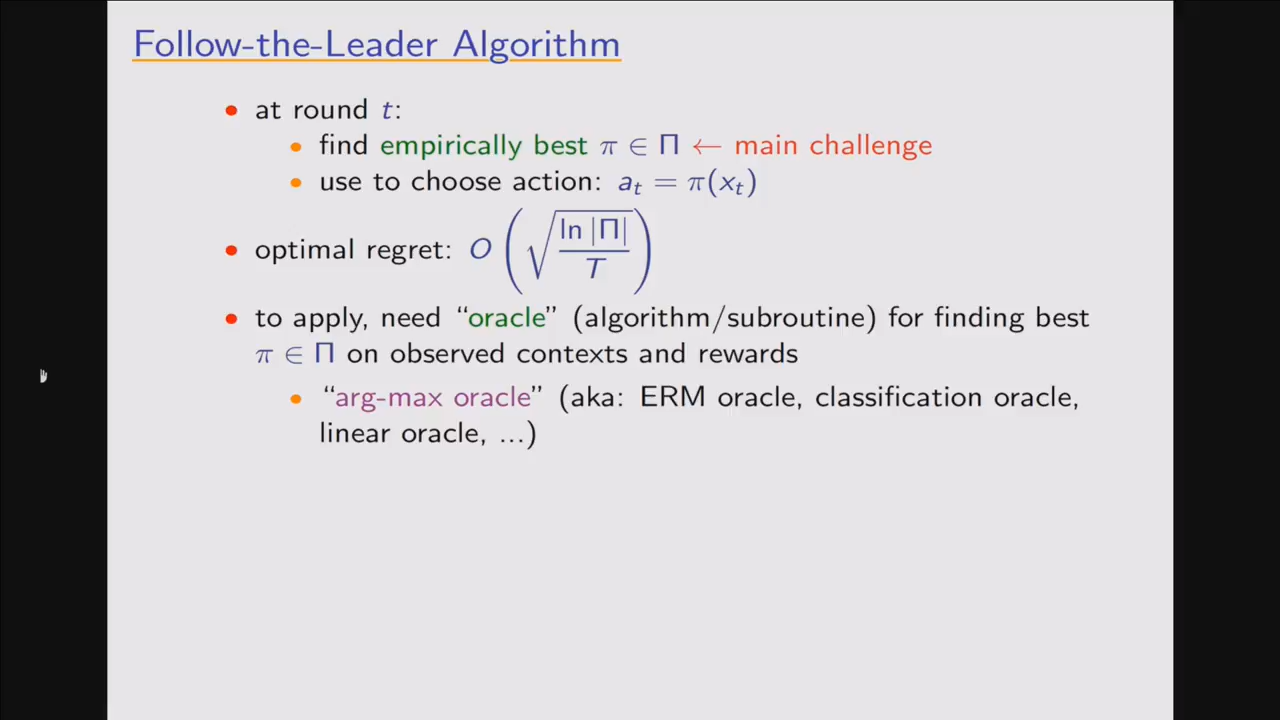 Follow-the-Leader Algorithm
• at round t:
• find empirically best π ∈ Π ← main challenge
• use to choose action: a_t = π(x_t)
• optimal regret: O(√(ln |Π| / T))
• to apply, need “oracle” (algorithm/subroutine) for finding best
π ∈ Π on observed contexts and rewards
• “arg-max oracle” (aka: ERM oracle, classification oracle,
linear oracle, ...)